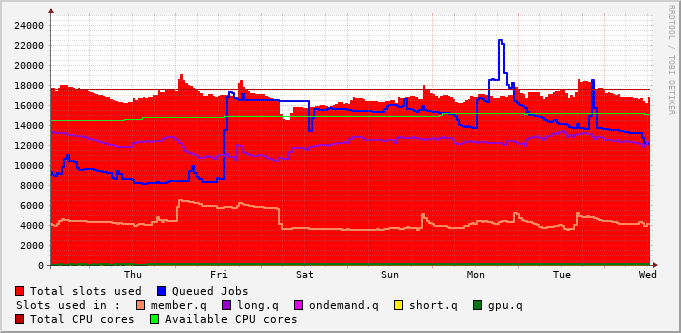 RRDTOOL / TOBI OETIKER
24000
22000
20000
18000
16000
14000
12000
10000
8000
6000
4000
2000
0
Thu Fri Sat Sun Mon Tue Wed
Total slots used Queued Jobs
Slots used in : member.q long.q ondemand.q short.q gpu.q
Total CPU cores Available CPU cores